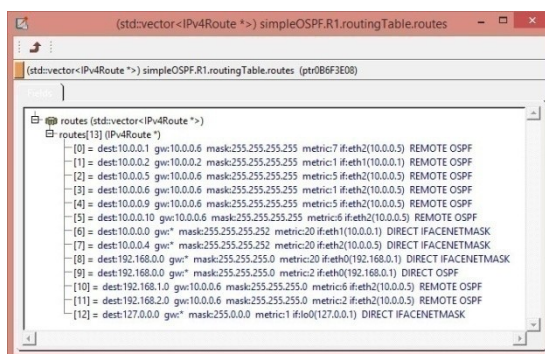 (std::vector<IPv4Route *>) simpleOSPF.R1.routingTable.routes
(std::vector<IPv4Route *>) simpleOSPF.R1.routingTable.routes (ptr0B6F3E08)
Fields
routes (std::vector<IPv4Route *>)
routes[13] (IPv4Route *)
[0] = dest:10.0.0.1 gw:10.0.0.6 mask:255.255.255.255 metric:7 if:eth2(10.0.0.5) REMOTE OSPF
[1] = dest:10.0.0.2 gw:10.0.0.2 mask:255.255.255.255 metric:1 if:eth1(10.0.0.1) REMOTE OSPF
[2] = dest:10.0.0.5 gw:10.0.0.6 mask:255.255.255.255 metric:5 if:eth2(10.0.0.5) REMOTE OSPF
[3] = dest:10.0.0.6 gw:10.0.0.6 mask:255.255.255.255 metric:1 if:eth2(10.0.0.5) REMOTE OSPF
[4] = dest:10.0.0.9 gw:10.0.0.6 mask:255.255.255.255 metric:5 if:eth2(10.0.0.5) REMOTE OSPF
[5] = dest:10.0.0.10 gw:10.0.0.6 mask:255.255.255.255 metric:6 if:eth2(10.0.0.5) REMOTE OSPF
[6] = dest:10.0.0.0 gw:* mask:255.255.255.252 metric:20 if:eth1(10.0.0.1) DIRECT IFACENETMASK
[7] = dest:10.0.0.4 gw:* mask:255.255.255.252 metric:20 if:eth2(10.0.0.5) DIRECT IFACENETMASK
[8] = dest:192.168.0.0 gw:* mask:255.255.255.0 metric:20 if:eth0(192.168.0.1) DIRECT IFACENETMASK
[9] = dest:192.168.0.0 gw:* mask:255.255.255.0 metric:2 if:eth0(192.168.0.1) DIRECT OSPF
[10] = dest:192.168.1.0 gw:10.0.0.6 mask:255.255.255.0 metric:6 if:eth2(10.0.0.5) REMOTE OSPF
[11] = dest:192.168.2.0 gw:10.0.0.6 mask:255.255.255.0 metric:2 if:eth2(10.0.0.5) REMOTE OSPF
[12] = dest:127.0.0.0 gw:* mask:255.0.0.0 metric:1 if:lo0(127.0.0.1) DIRECT IFACENETMASK